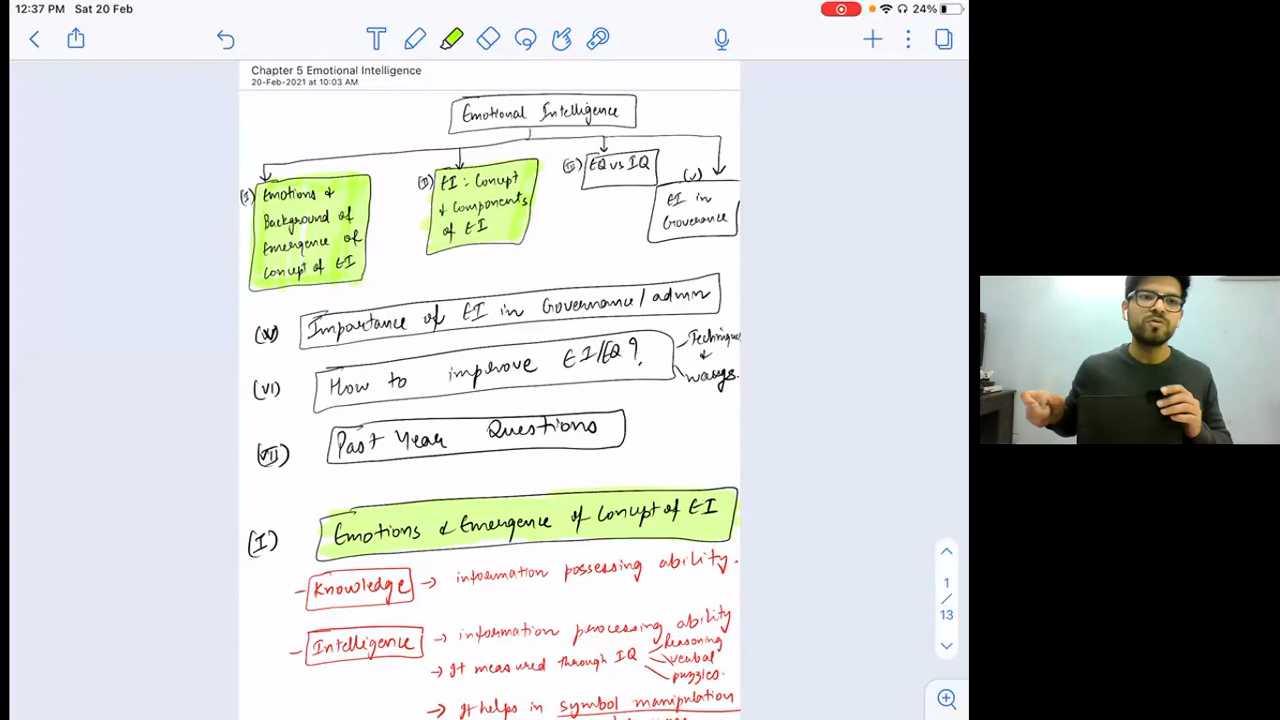 12:37 PM Sat 20 Feb
24%
Chapter 5 Emotional Intelligence
20-Feb-2021 at 10:03 AM
Emotional Intelligence
(I) Emotions &
Background of
Emergence of
Concept of EI
(II) EI: Concept
& Components
of EI
(III) EQ vs IQ
(V)
EI in
Governance
Importance of EI in Governance/admn
(VI) How to improve EI/EQ?
Technique
&
ways.
(VII) Past Year Questions
(I) Emotions & Emergence of Concept of EI
- Knowledge → information possessing ability.
- Intelligence → information processing ability
→ It measured through IQ
Reasoning
verbal
puzzles.
→ It helps in symbol manipulation
1
/
13